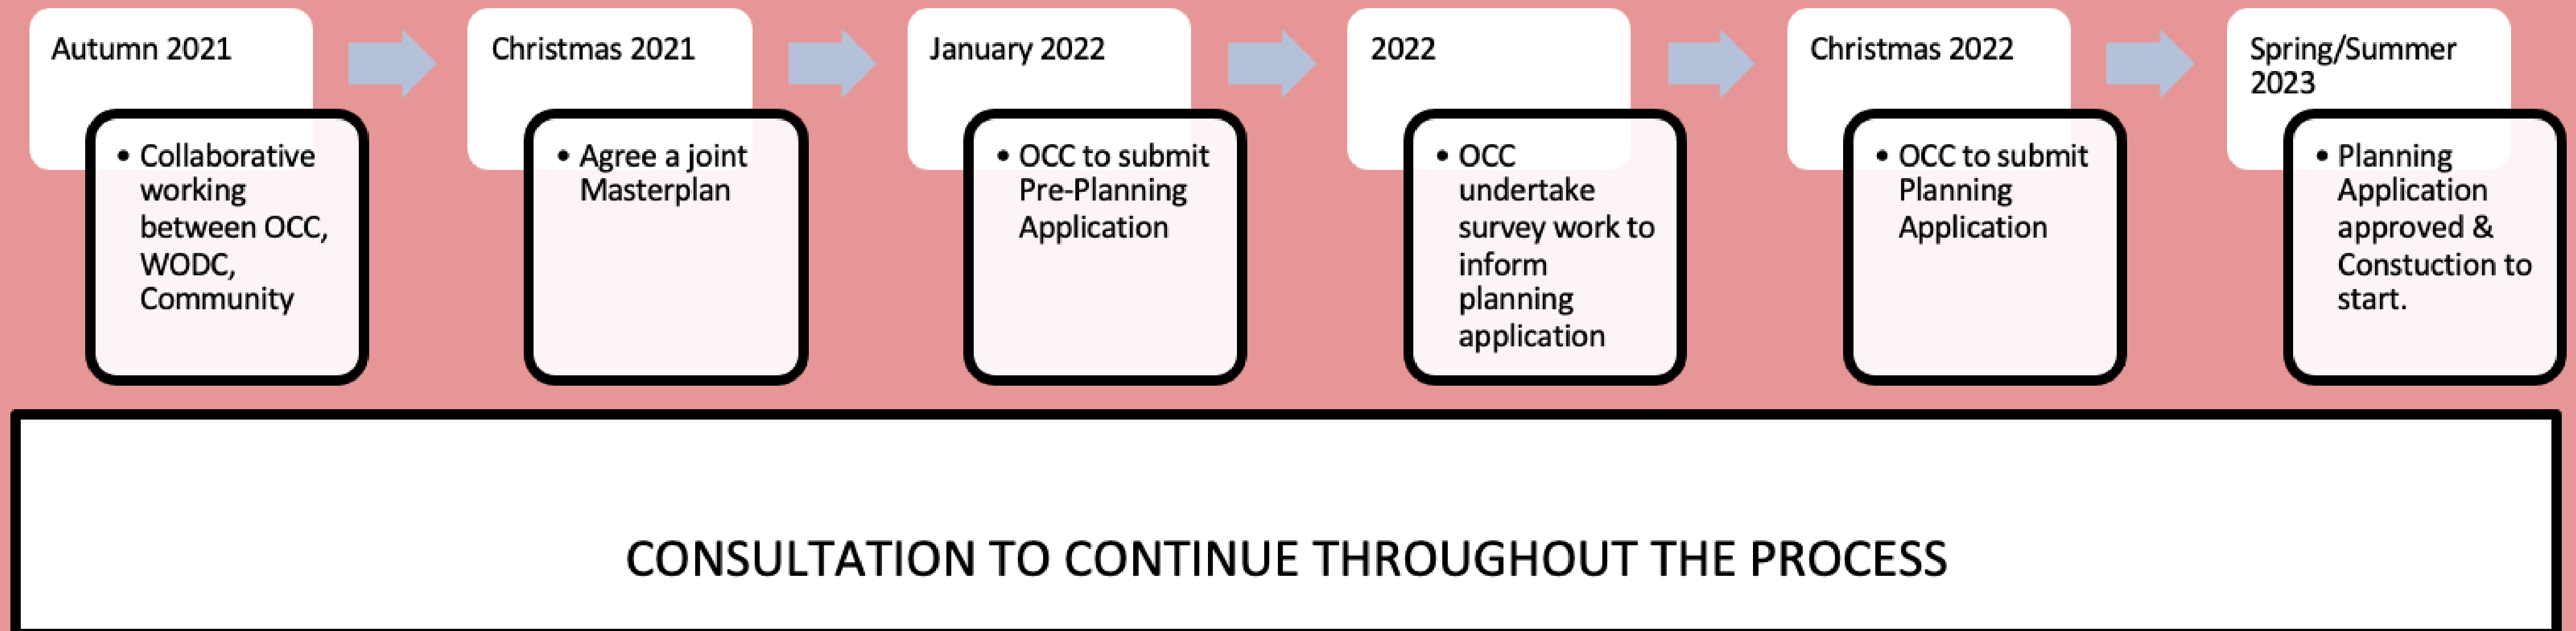 Autumn 2021
• Collaborative
working
between OCC,
WODC,
Community
Christmas 2021
• Agree a joint
Masterplan
January 2022
• OCC to submit
Pre-Planning
Application
2022
• OCC
undertake
survey work to
inform
planning
application
Christmas 2022
• OCC to submit
Planning
Application
Spring/Summer
2023
• Planning
Application
approved &
Constuction to
start.
CONSULTATION TO CONTINUE THROUGHOUT THE PROCESS